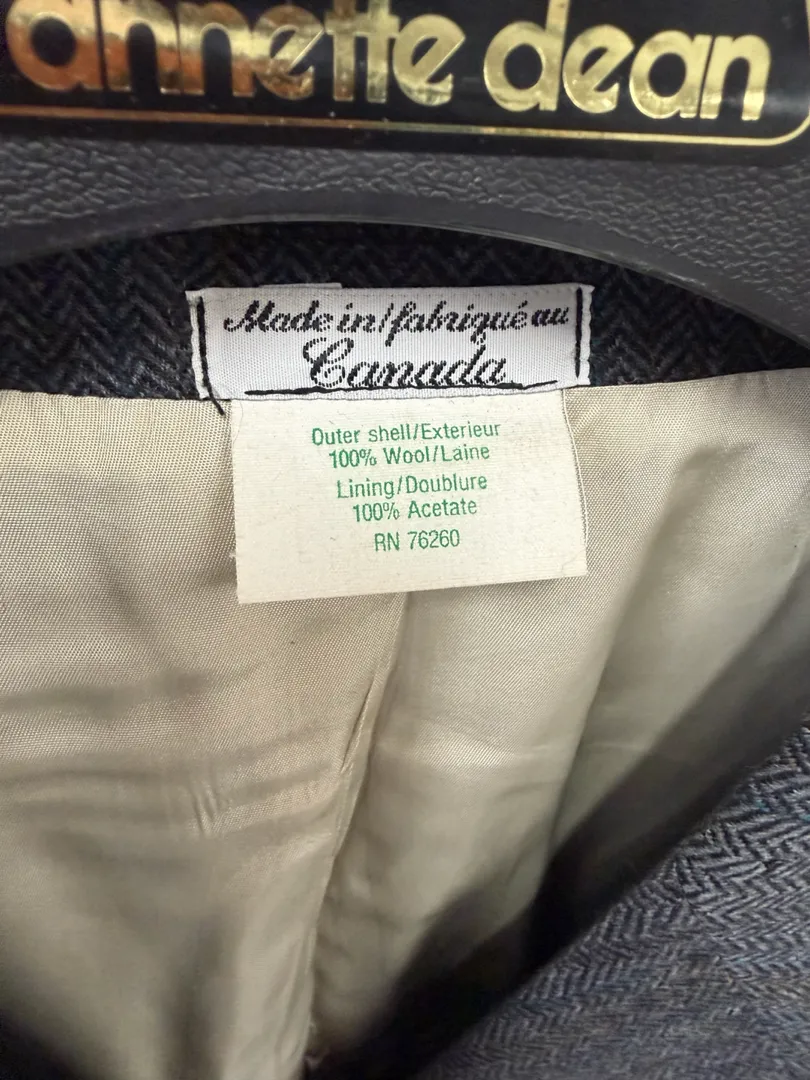 annette dean
Made in/fabriqué au
Canada
Outer shell/Exterieur
100% Wool/Laine
Lining/Doublure
100% Acetate
RN 76260